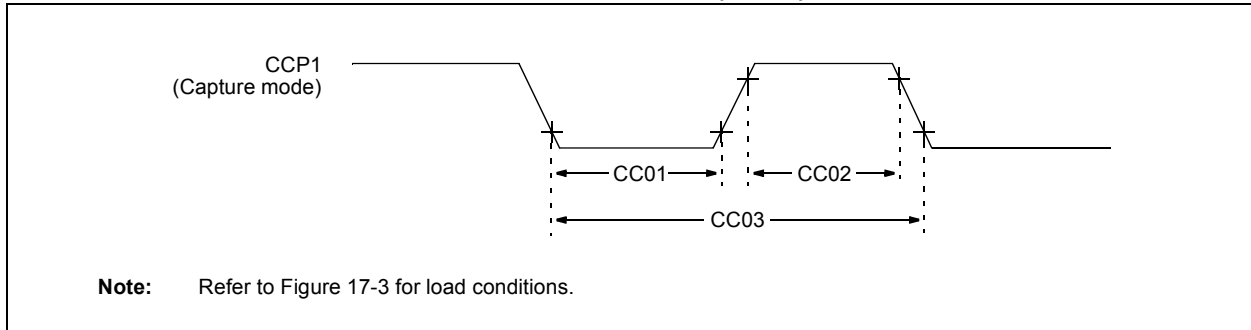 CCP1
(Capture mode)
CC01
CC02
CC03
Note: Refer to Figure 17-3 for load conditions.